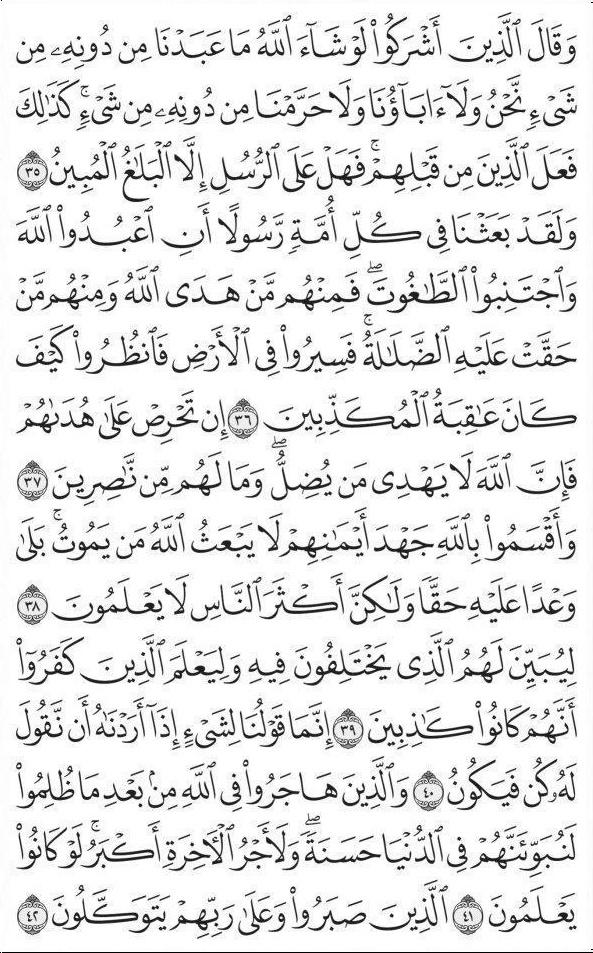 وَقَالَ ٱلَّذِينَ أَشۡرَكُواْ لَوۡ شَآءَ ٱللَّهُ مَا عَبَدۡنَا مِن دُونِهِۦ مِن
شَيۡءٖ نَّحۡنُ وَلَآ ءَابَآؤُنَا وَلَا حَرَّمۡنَا مِن دُونِهِۦ مِن شَيۡءٖۚ كَذَٰلِكَ
فَعَلَ ٱلَّذِينَ مِن قَبۡلِهِمۡۚ فَهَلۡ عَلَى ٱلرُّسُلِ إِلَّا ٱلۡبَلَٰغُ ٱلۡمُبِينُ ٣٥
وَلَقَدۡ بَعَثۡنَا فِي كُلِّ أُمَّةٖ رَّسُولًا أَنِ ٱعۡبُدُواْ ٱللَّهَ
وَٱجۡتَنِبُواْ ٱلطَّٰغُوتَۖ فَمِنۡهُم مَّنۡ هَدَى ٱللَّهُ وَمِنۡهُم مَّنۡ
حَقَّتۡ عَلَيۡهِ ٱلضَّلَٰلَةُۚ فَسِيرُواْ فِي ٱلۡأَرۡضِ فَٱنظُرُواْ كَيۡفَ
كَانَ عَٰقِبَةُ ٱلۡمُكَذِّبِينَ ٣٦ إِن تَحۡرِصۡ عَلَىٰ هُدَىٰهُمۡ
فَإِنَّ ٱللَّهَ لَا يَهۡدِي مَن يُضِلُّۖ وَمَا لَهُم مِّن نَّٰصِرِينَ ٣٧
وَأَقۡسَمُواْ بِٱللَّهِ جَهۡدَ أَيۡمَٰنِهِمۡ لَا يَبۡعَثُ ٱللَّهُ مَن يَمُوتُۚ بَلَىٰ
وَعۡدًا عَلَيۡهِ حَقّٗا وَلَٰكِنَّ أَكۡثَرَ ٱلنَّاسِ لَا يَعۡلَمُونَ ٣٨
لِيُبَيِّنَ لَهُمُ ٱلَّذِي يَخۡتَلِفُونَ فِيهِ وَلِيَعۡلَمَ ٱلَّذِينَ كَفَرُوٓاْ
أَنَّهُمۡ كَانُواْ كَٰذِبِينَ ٣٩ إِنَّمَا قَوۡلُنَا لِشَيۡءٍ إِذَآ أَرَدۡنَٰهُ أَن نَّقُولَ
لَهُۥ كُن فَيَكُونُ ٤٠ وَٱلَّذِينَ هَاجَرُواْ فِي ٱللَّهِ مِنۢ بَعۡدِ مَا ظُلِمُواْ
لَنُبَوِّئَنَّهُمۡ فِي ٱلدُّنۡيَا حَسَنَةٗۖ وَلَأَجۡرُ ٱلۡأٓخِرَةِ أَكۡبَرُۚ لَوۡ كَانُواْ
يَعۡلَمُونَ ٤١ ٱلَّذِينَ صَبَرُواْ وَعَلَىٰ رَبِّهِمۡ يَتَوَكَّلُونَ ٤٢